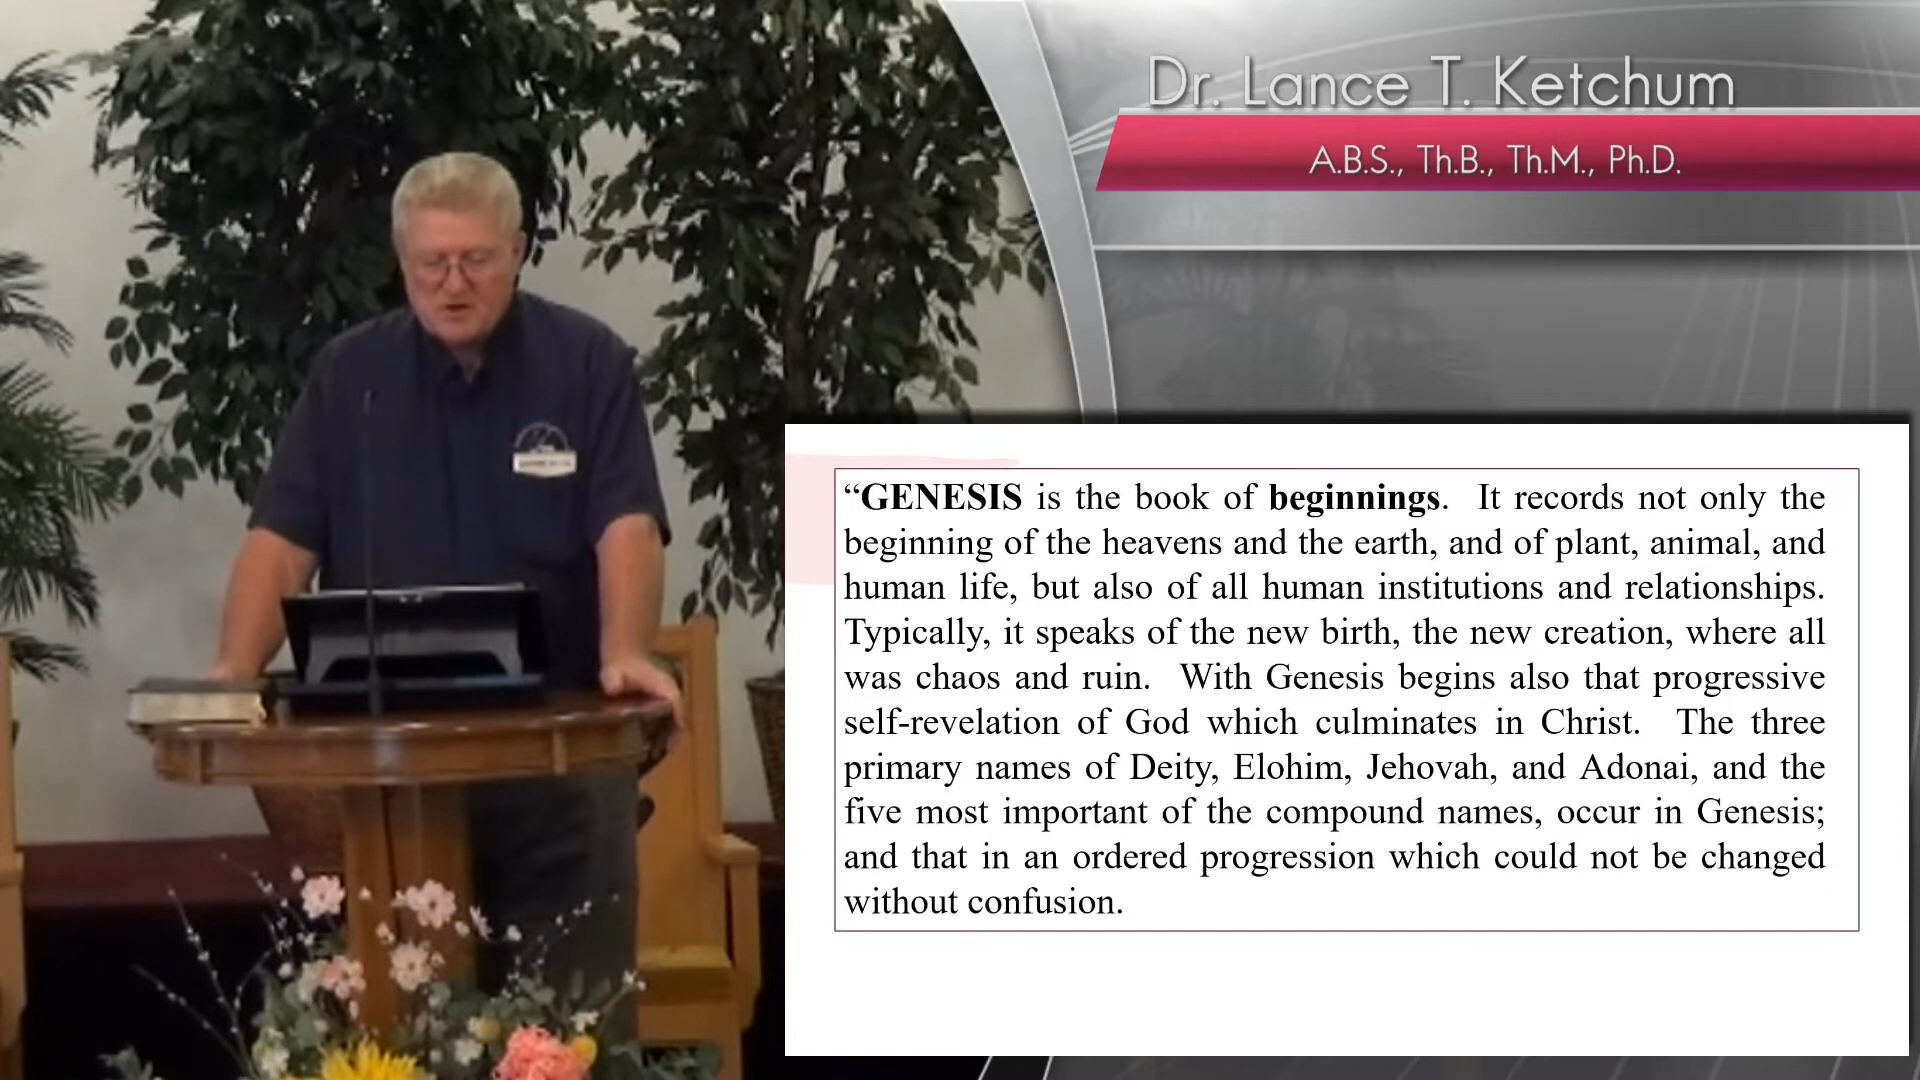 Dr. Lance T. Ketchum
A.B.S., Th.B., Th.M., Ph.D.
“GENESIS is the book of beginnings. It records not only the
beginning of the heavens and the earth, and of plant, animal, and
human life, but also of all human institutions and relationships.
Typically, it speaks of the new birth, the new creation, where all
was chaos and ruin. With Genesis begins also that progressive
self-revelation of God which culminates in Christ. The three
primary names of Deity, Elohim, Jehovah, and Adonai, and the
five most important of the compound names, occur in Genesis;
and that in an ordered progression which could not be changed
without confusion.